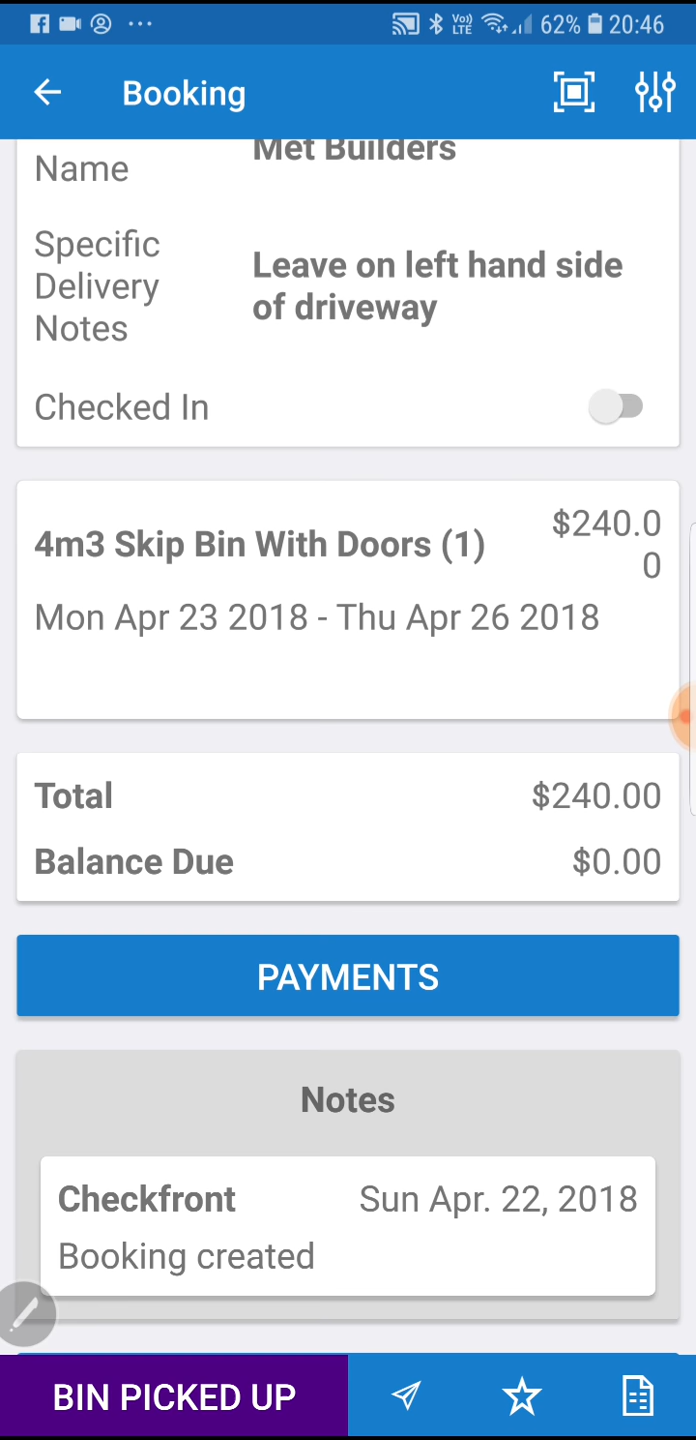 Vo)) LTE 62% 20:46
Booking
Met Builders
Name
Specific
Delivery
Notes
Leave on left hand side
of driveway
Checked In
4m3 Skip Bin With Doors (1)
$240.0
0
Mon Apr 23 2018 - Thu Apr 26 2018
Total $240.00
Balance Due $0.00
PAYMENTS
Notes
Checkfront Sun Apr. 22, 2018
Booking created
BIN PICKED UP